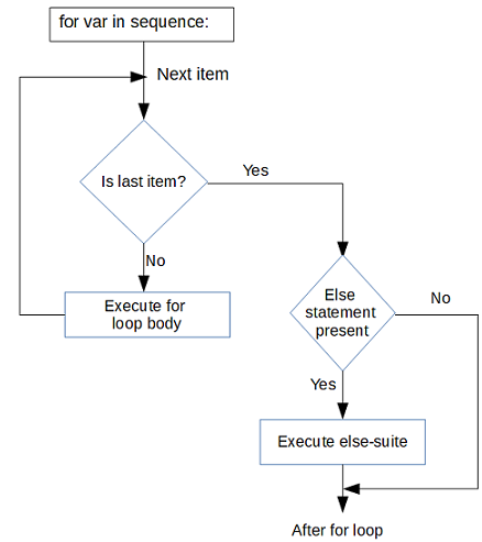 for var in sequence:
Next item
Is last item?
Yes
No
Execute for
loop body
Else
statement
present
No
Yes
Execute else-suite
After for loop